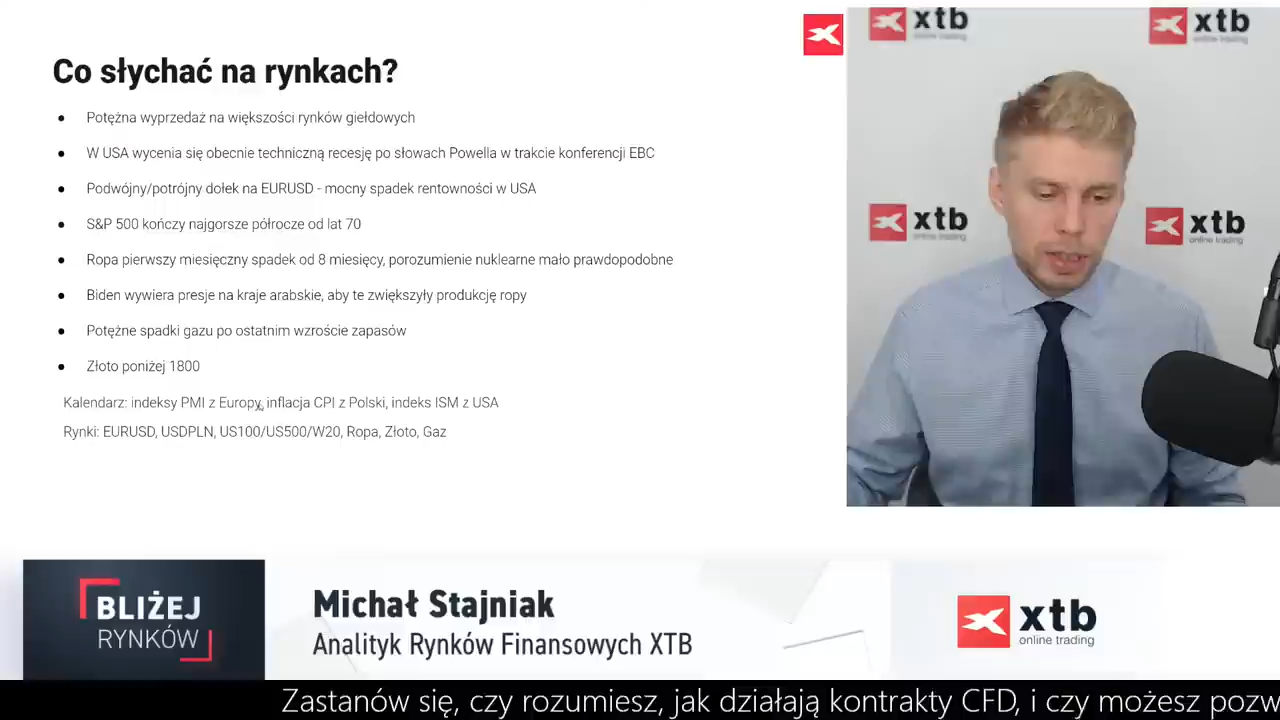 Co słychać na rynkach?
Potężna wyprzedaż na większości rynków giełdowych
W USA wycenia się obecnie techniczną recesję po słowach Powella w trakcie konferencji EBC
Podwójny/potrójny dołek na EURUSD - mocny spadek rentowności w USA
S&P 500 kończy najgorsze półrocze od lat 70
Ropa pierwszy miesięczny spadek od 8 miesięcy, porozumienie nuklearne mało prawdopodobne
Biden wywiera presje na kraje arabskie, aby te zwiększyły produkcję ropy
Potężne spadki gazu po ostatnim wzroście zapasów
Złoto poniżej 1800
Kalendarz: indeksy PMI z Europy, inflacja CPI z Polski, indeks ISM z USA
Rynki: EURUSD, USDPLN, US100/US500/W20, Ropa, Złoto, Gaz
xtb
online trading
xtb
online trading
xtb
online trading
xtb
online trading
BLIŻEJ
RYNKÓW
Michał Stajniak
Analityk Rynków Finansowych XTB
xtb
online trading
Zastanów się, czy rozumiesz, jak działają kontrakty CFD, i czy możesz pozw